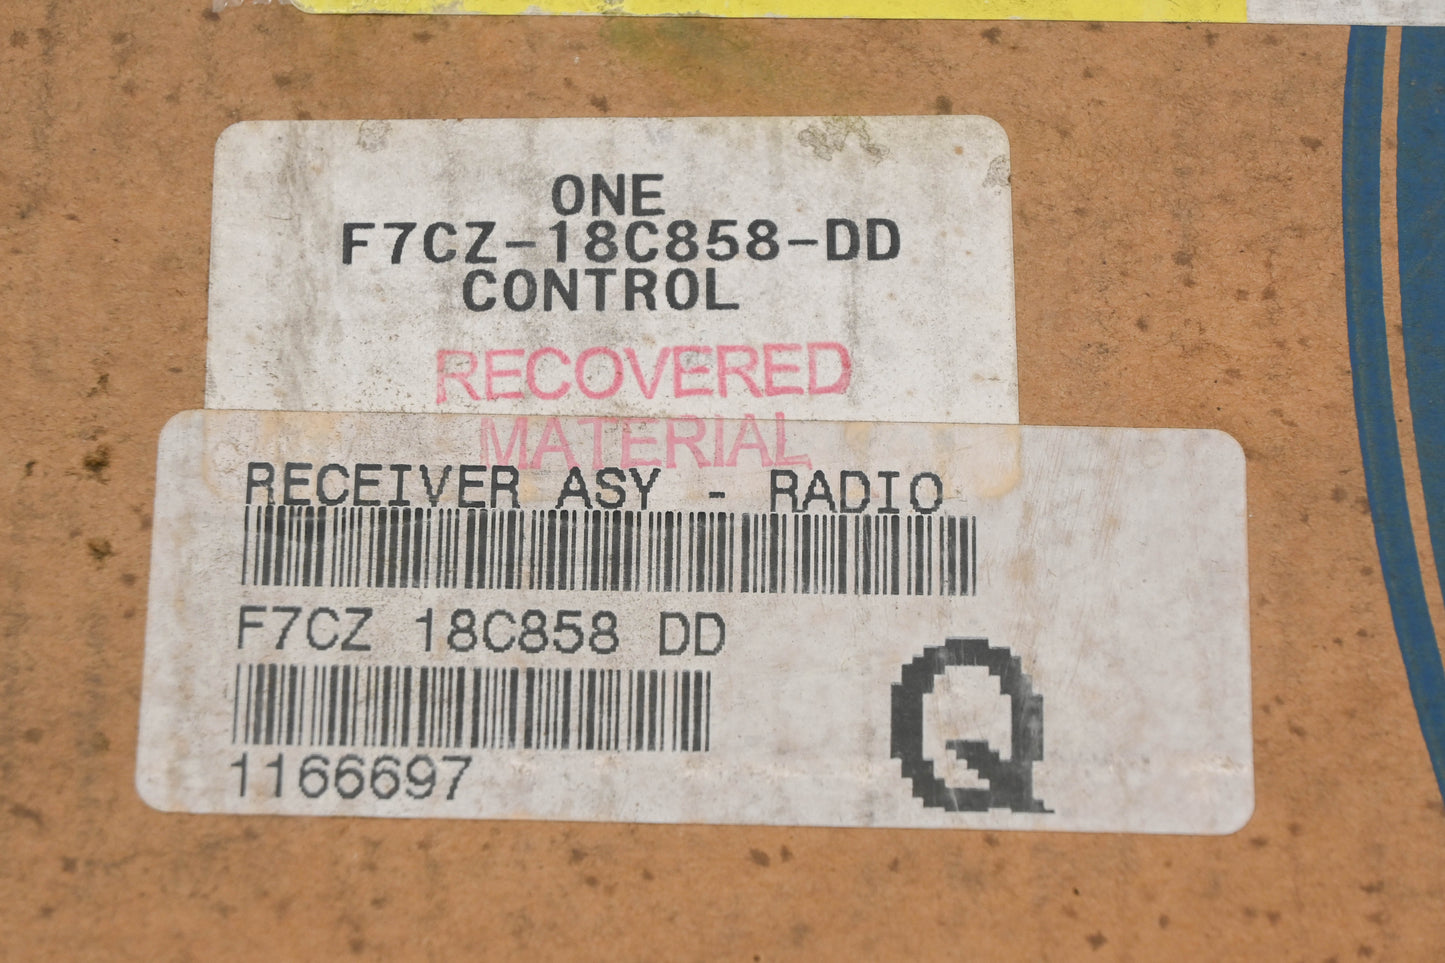 ONE
F7CZ-18C858-DD
CONTROL
RECOVERED
MATERIAL
RECEIVER ASY - RADIO
F7CZ 18C858 DD
1166697
Q